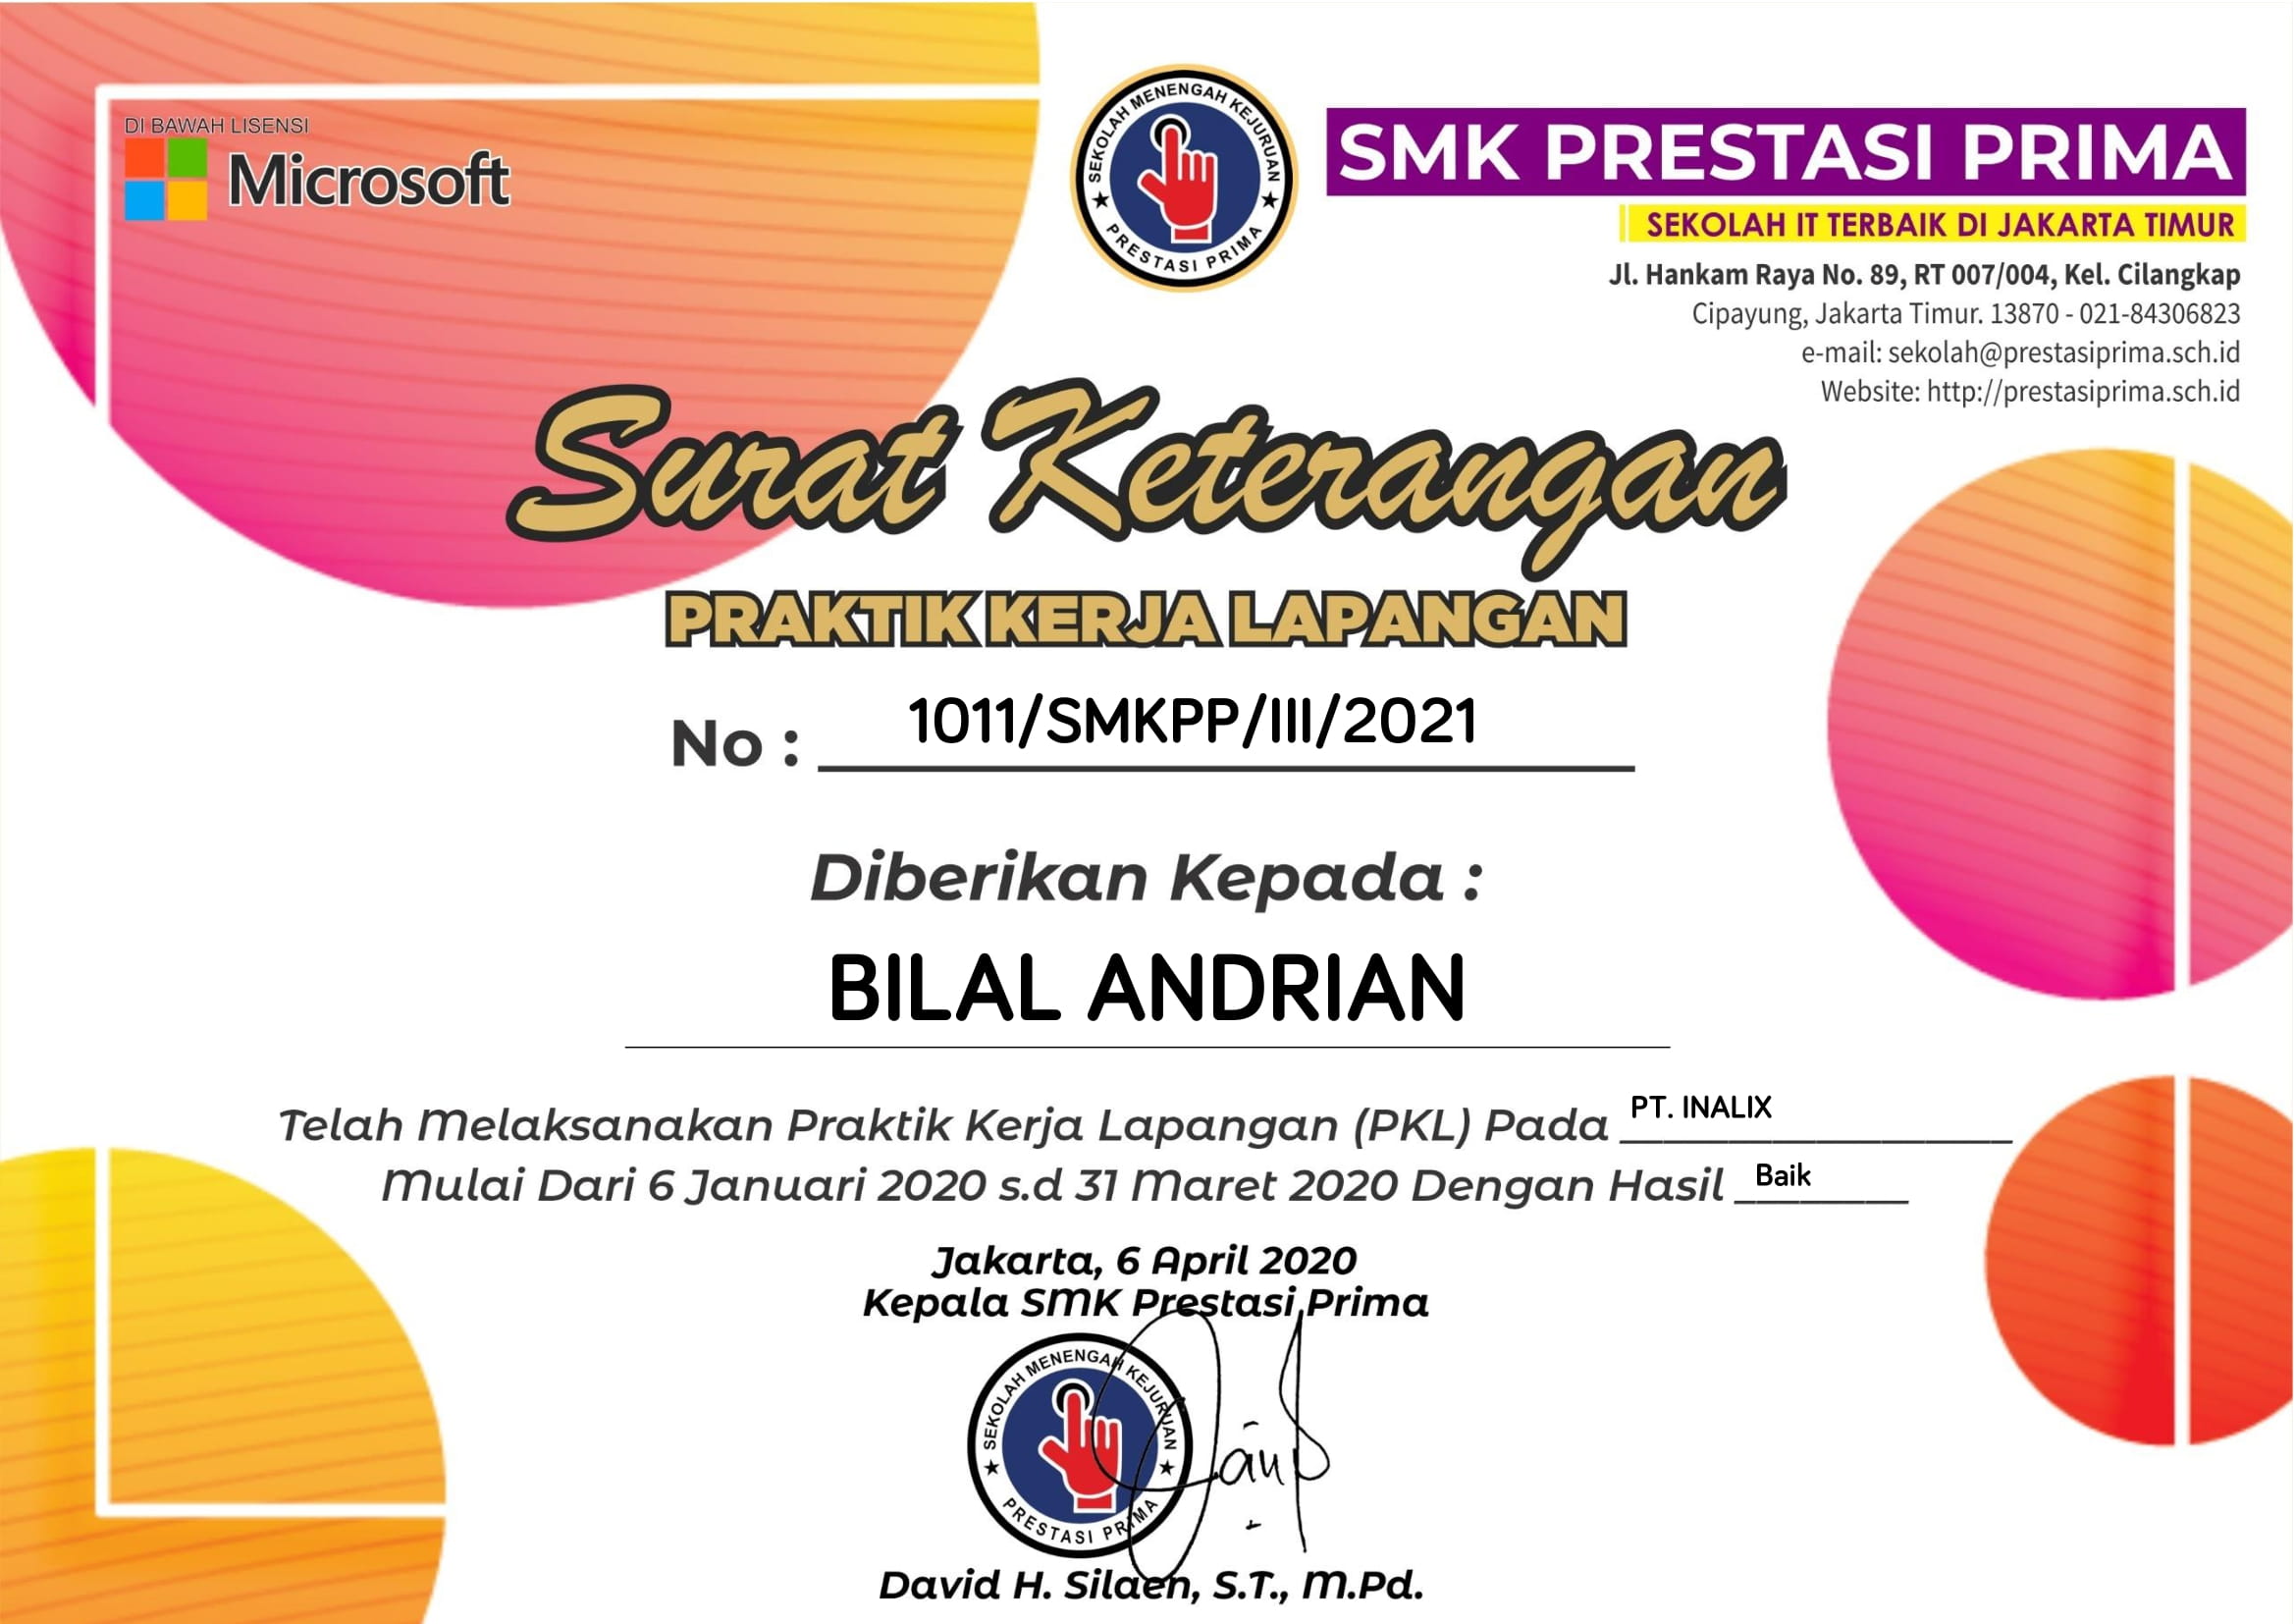 DI BAWAH LISENSI
Microsoft
SEKOLAH MENENGAH KEJURUAN
PRESTASI PRIMA
SMK PRESTASI PRIMA
SEKOLAH IT TERBAIK DI JAKARTA TIMUR
Jl. Hankam Raya No. 89, RT 007/004, Kel. Cilangkap
Cipayung, Jakarta Timur. 13870 - 021-84306823
e-mail: sekolah@prestasiprima.sch.id
Website: http://prestasiprima.sch.id
Surat Keterangan
PRAKTIK KERJA LAPANGAN
No : 1011/SMKPP/III/2021
Diberikan Kepada :
BILAL ANDRIAN
Telah Melaksanakan Praktik Kerja Lapangan (PKL) Pada PT. INALIX
Mulai Dari 6 Januari 2020 s.d 31 Maret 2020 Dengan Hasil Baik
Jakarta, 6 April 2020
Kepala SMK Prestasi Prima
SEKOLAH MENENGAH KEJURUAN
PRESTASI PRIMA
David H. Silaen, S.T., M.Pd.